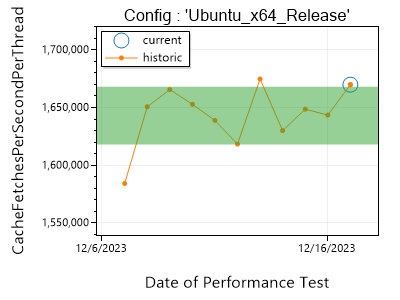 Config : 'Ubuntu_x64_Release'
CacheFetchesPerSecondPerThread
1,700,000
1,650,000
1,600,000
1,550,000
current
historic
12/6/2023
12/16/2023
Date of Performance Test